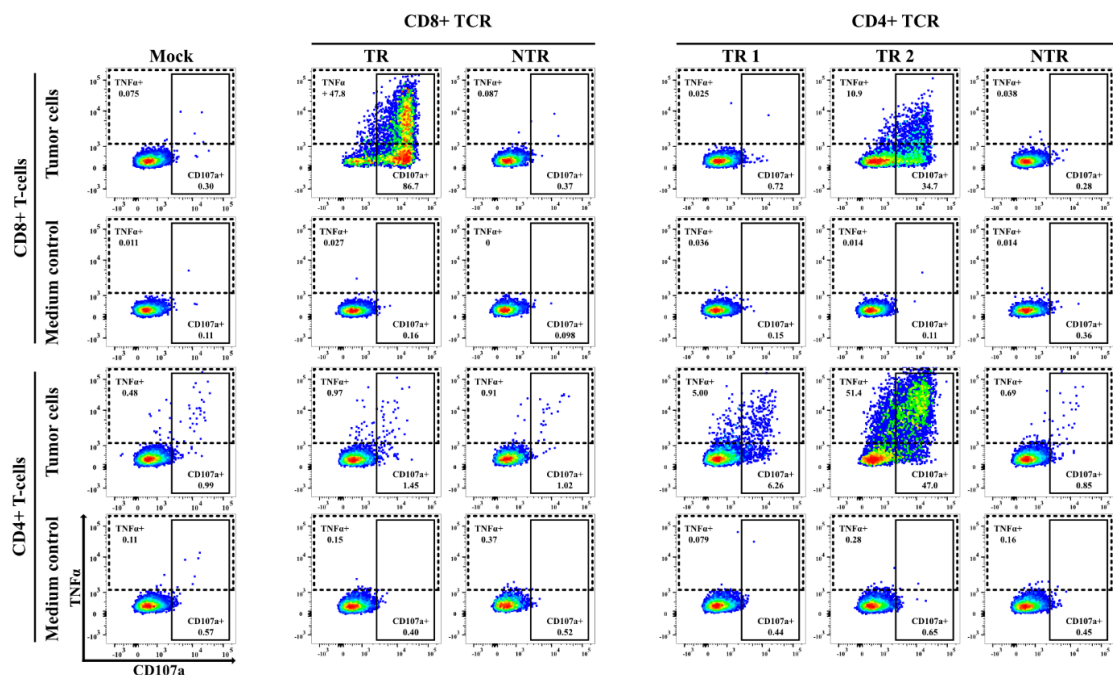 CD8+ TCR CD4+ TCR
Mock TR NTR TR 1 TR 2 NTR
CD8+ T-cells
Tumor cells
TNFα+ 0.075 CD107a+ 0.30
TNFα + 47.8 CD107a+ 86.7
TNFα+ 0.087 CD107a+ 0.37
TNFα+ 0.025 CD107a+ 0.72
TNFα+ 10.9 CD107a+ 34.7
TNFα+ 0.038 CD107a+ 0.28
Medium control
TNFα+ 0.011 CD107a+ 0.11
TNFα+ 0.027 CD107a+ 0.16
TNFα+ 0 CD107a+ 0.098
TNFα+ 0.036 CD107a+ 0.15
TNFα+ 0.014 CD107a+ 0.11
TNFα+ 0.014 CD107a+ 0.36
CD4+ T-cells
Tumor cells
TNFα+ 0.48 CD107a+ 0.99
TNFα+ 0.97 CD107a+ 1.45
TNFα+ 0.91 CD107a+ 1.02
TNFα+ 5.00 CD107a+ 6.26
TNFα+ 51.4 CD107a+ 47.0
TNFα+ 0.69 CD107a+ 0.85
Medium control
TNFα+ 0.11 CD107a+ 0.57
TNFα+ 0.15 CD107a+ 0.40
TNFα+ 0.37 CD107a+ 0.52
TNFα+ 0.079 CD107a+ 0.44
TNFα+ 0.28 CD107a+ 0.65
TNFα+ 0.16 CD107a+ 0.45
TNFα
CD107a